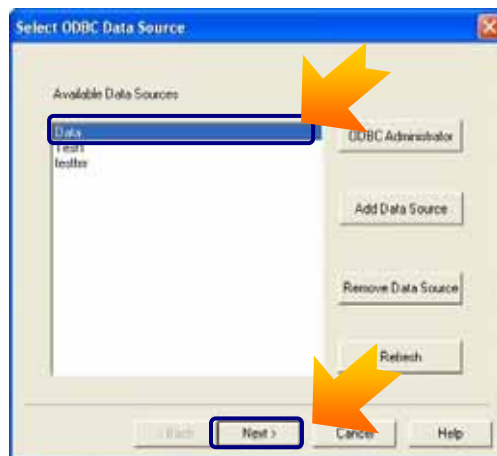 Select ODBC Data Source
Available Data Sources
Data
Test1
testfor
ODBC Administrator
Add Data Source
Remove Data Source
Refresh
< Back
Next >
Cancel
Help